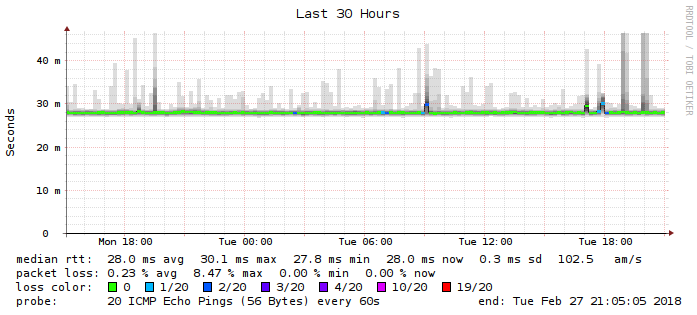 Last 30 Hours
RRDTOOL / TOBI OETIKER
Seconds
40 m
30 m
20 m
10 m
0
Mon 18:00 Tue 00:00 Tue 06:00 Tue 12:00 Tue 18:00
median rtt: 28.0 ms avg 30.1 ms max 27.8 ms min 28.0 ms now 0.3 ms sd 102.5 am/s
packet loss: 0.23 % avg 8.47 % max 0.00 % min 0.00 % now
loss color: 0 1/20 2/20 3/20 4/20 10/20 19/20
probe: 20 ICMP Echo Pings (56 Bytes) every 60s end: Tue Feb 27 21:05:05 2018